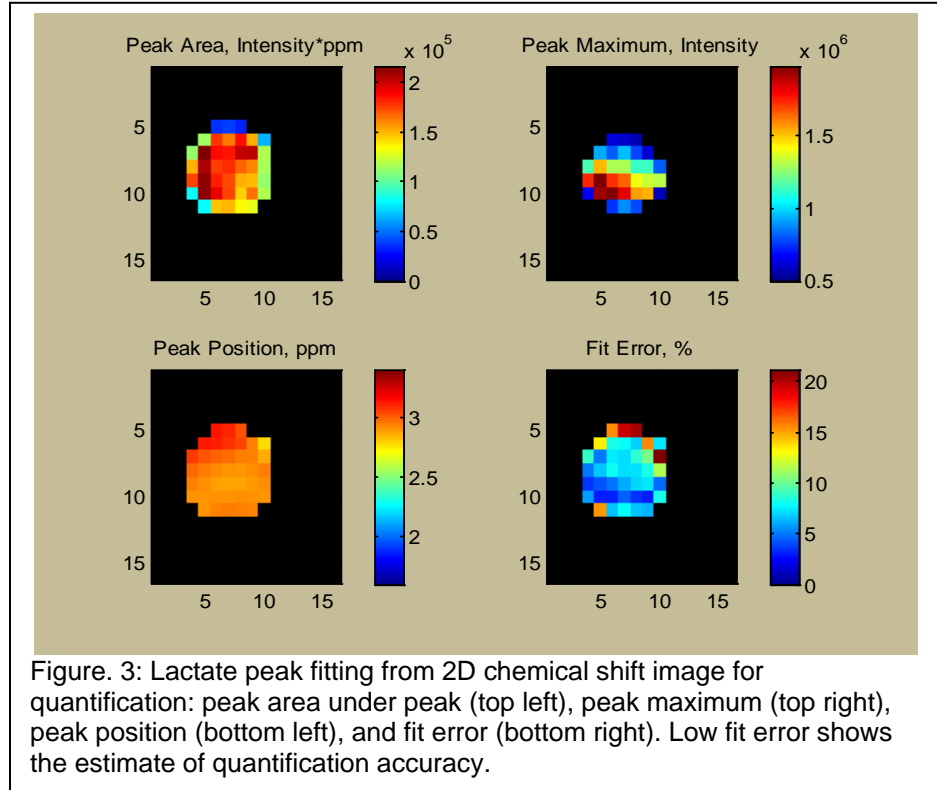 Peak Area, Intensity*ppm
x 10^5
5
10
15
5 10 15
2
1.5
1
0.5
0
Peak Maximum, Intensity
x 10^6
5
10
15
5 10 15
1.5
1
0.5
Peak Position, ppm
5
10
15
5 10 15
3
2.5
2
Fit Error, %
5
10
15
5 10 15
20
15
10
5
0
Figure. 3: Lactate peak fitting from 2D chemical shift image for
quantification: peak area under peak (top left), peak maximum (top right),
peak position (bottom left), and fit error (bottom right). Low fit error shows
the estimate of quantification accuracy.